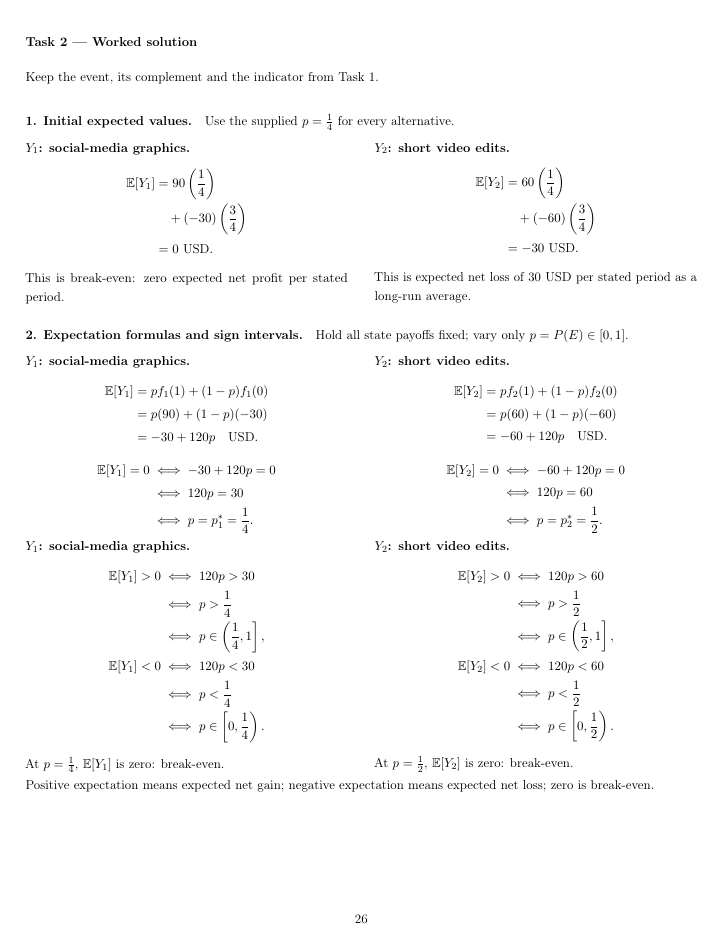 Task 2 — Worked solution
Keep the event, its complement and the indicator from Task 1.
1. Initial expected values. Use the supplied p = 1/4 for every alternative.
Y₁: social-media graphics.
𝔼[Y₁] = 90 (1/4)
+ (−30) (3/4)
= 0 USD.
This is break-even: zero expected net profit per stated
period.
Y₂: short video edits.
𝔼[Y₂] = 60 (1/4)
+ (−60) (3/4)
= −30 USD.
This is expected net loss of 30 USD per stated period as a
long-run average.
2. Expectation formulas and sign intervals. Hold all state payoffs fixed; vary only p = P(E) ∈ [0, 1].
Y₁: social-media graphics.
𝔼[Y₁] = pf₁(1) + (1 − p)f₁(0)
= p(90) + (1 − p)(−30)
= −30 + 120p USD.
𝔼[Y₁] = 0 ⟺ −30 + 120p = 0
⟺ 120p = 30
⟺ p = p₁* = 1/4.
Y₂: short video edits.
𝔼[Y₂] = pf₂(1) + (1 − p)f₂(0)
= p(60) + (1 − p)(−60)
= −60 + 120p USD.
𝔼[Y₂] = 0 ⟺ −60 + 120p = 0
⟺ 120p = 60
⟺ p = p₂* = 1/2.
Y₁: social-media graphics.
𝔼[Y₁] > 0 ⟺ 120p > 30
⟺ p > 1/4
⟺ p ∈ (1/4, 1],
𝔼[Y₁] < 0 ⟺ 120p < 30
⟺ p < 1/4
⟺ p ∈ [0, 1/4).
At p = 1/4, 𝔼[Y₁] is zero: break-even.
Y₂: short video edits.
𝔼[Y₂] > 0 ⟺ 120p > 60
⟺ p > 1/2
⟺ p ∈ (1/2, 1],
𝔼[Y₂] < 0 ⟺ 120p < 60
⟺ p < 1/2
⟺ p ∈ [0, 1/2).
At p = 1/2, 𝔼[Y₂] is zero: break-even.
Positive expectation means expected net gain; negative expectation means expected net loss; zero is break-even.
26